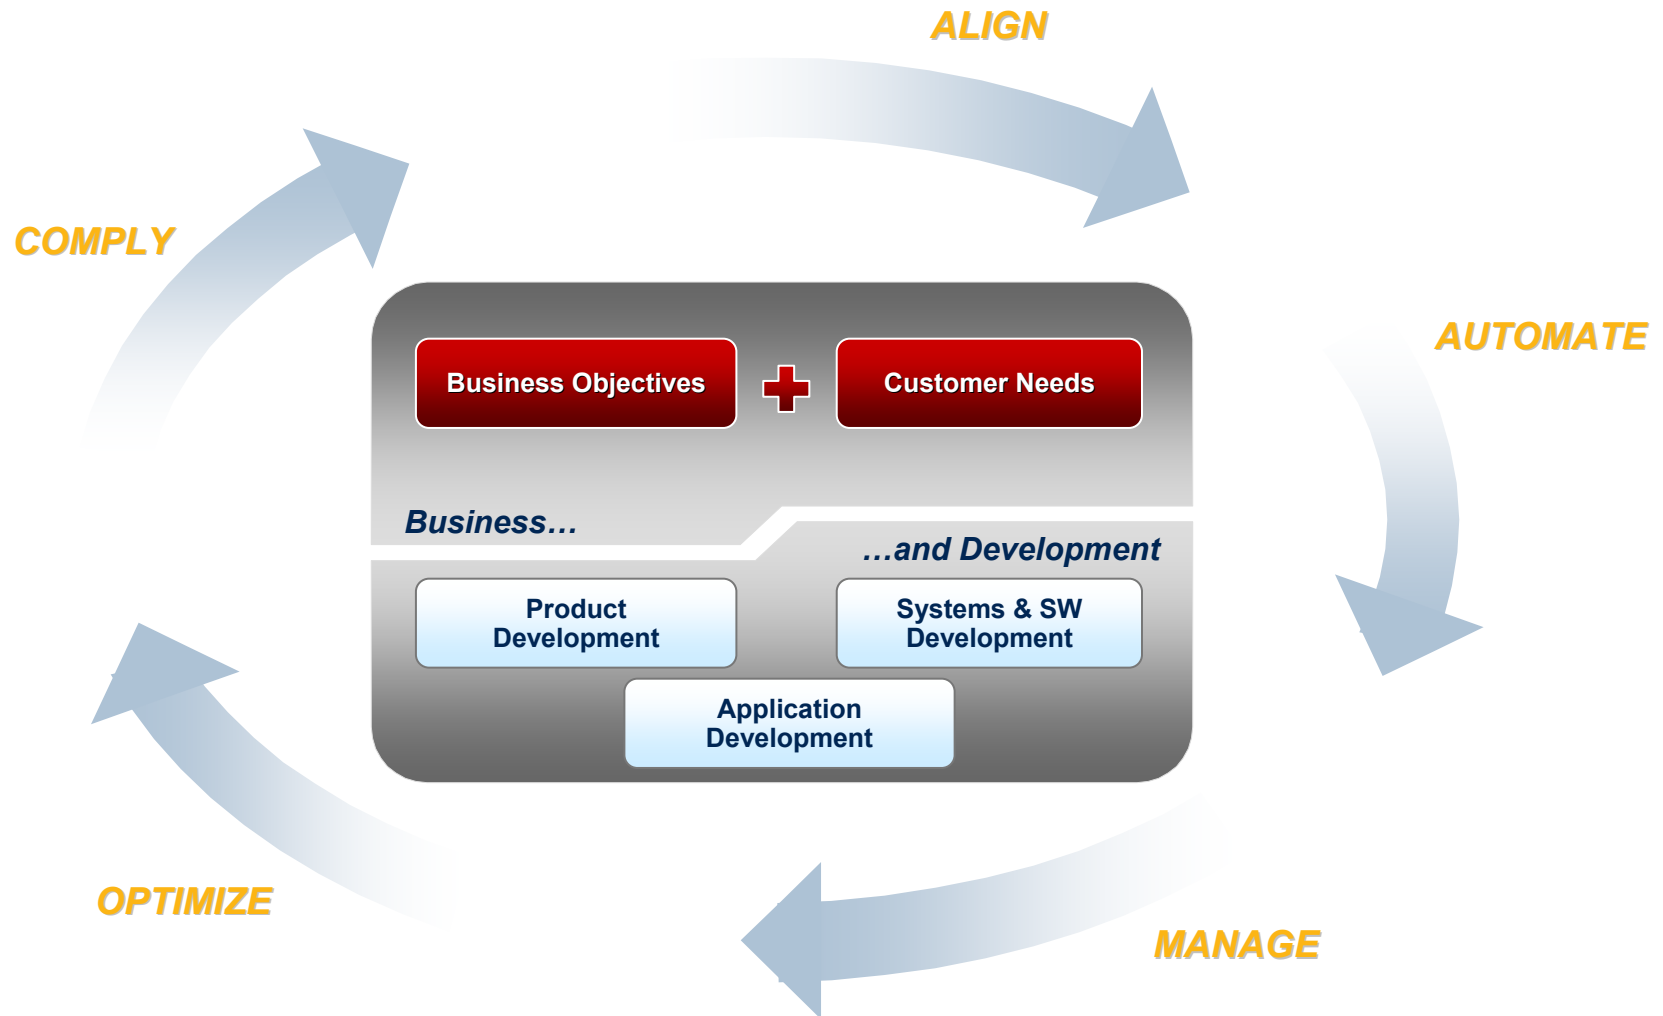 ALIGN
COMPLY
AUTOMATE
Business Objectives
Customer Needs
Business…
…and Development
Product
Development
Systems & SW
Development
Application
Development
OPTIMIZE
MANAGE